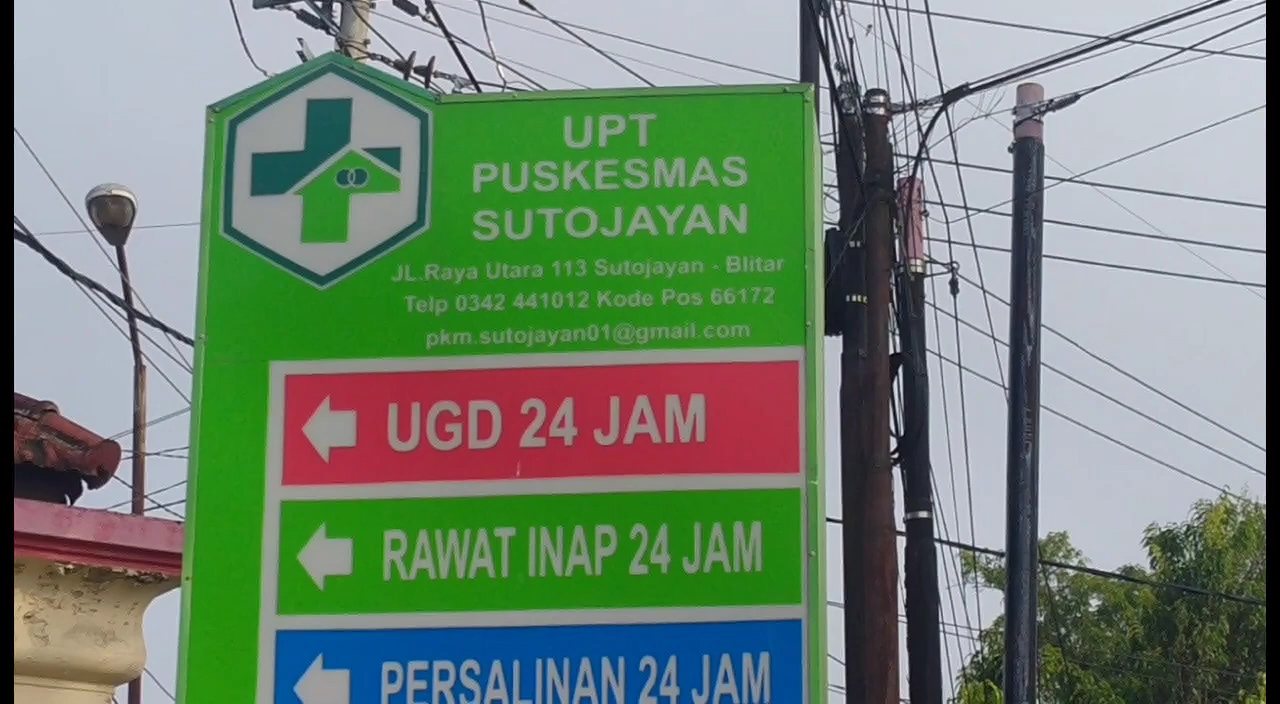 UPT
PUSKESMAS
SUTOJAYAN
JL.Raya Utara 113 Sutojayan - Blitar
Telp 0342 441012 Kode Pos 66172
pkm.sutojayan01@gmail.com
UGD 24 JAM
RAWAT INAP 24 JAM
PERSALINAN 24 JAM